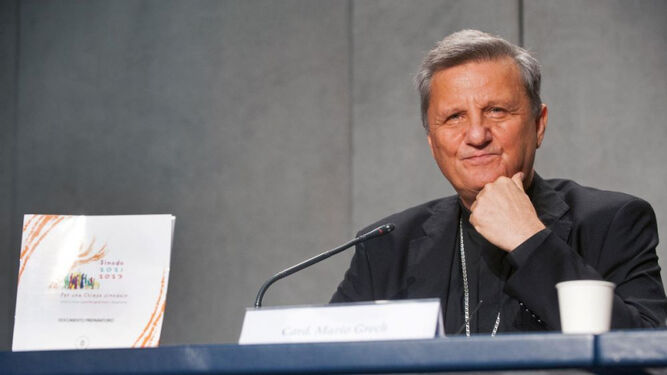 Sinodo
2021
2023
Per una Chiesa sinodale
DOCUMENTO PREPARATORIO
Card. Mario Grech